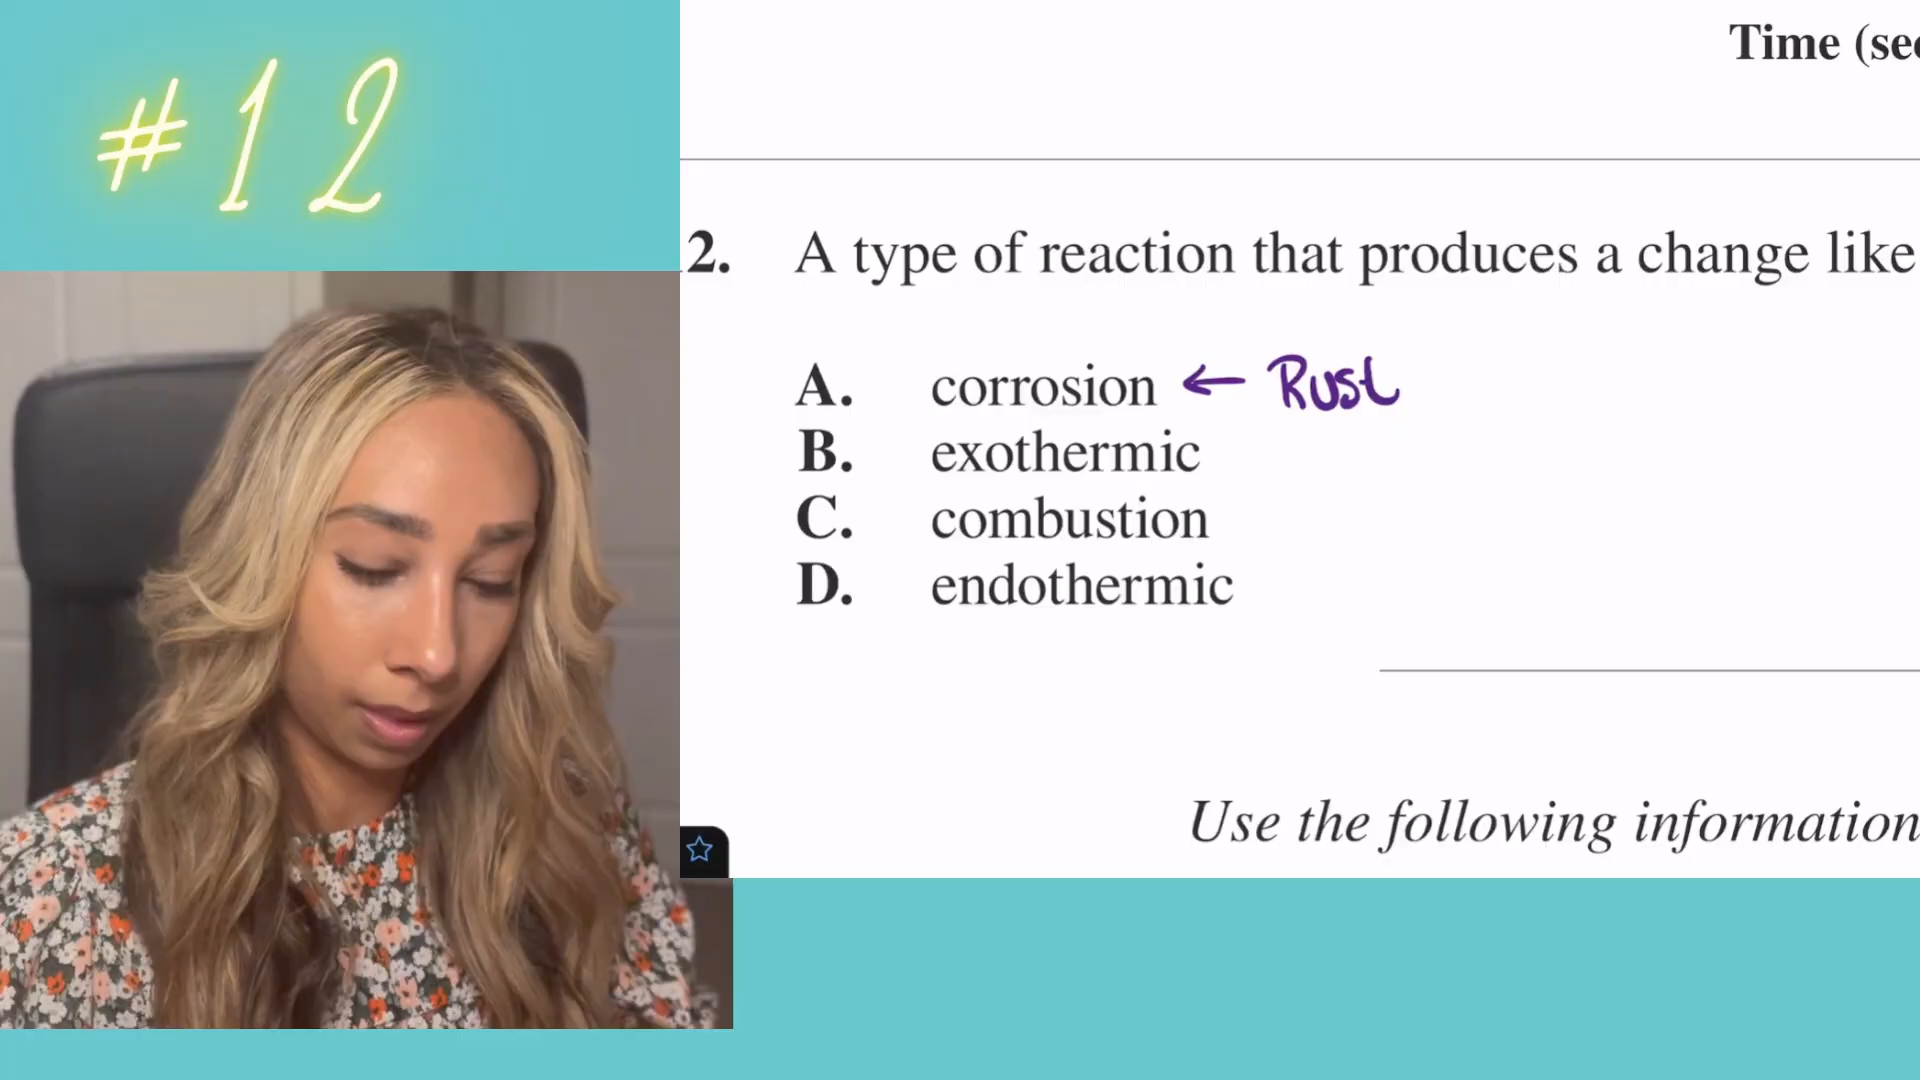 #12
Time (sec
2. A type of reaction that produces a change like
A. corrosion ← Rust
B. exothermic
C. combustion
D. endothermic
Use the following information